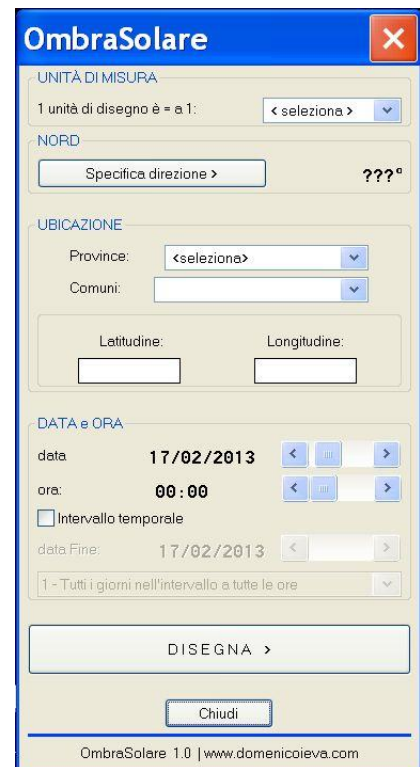 OmbraSolare
UNITÀ DI MISURA
1 unità di disegno è = a 1: < seleziona >
NORD
Specifica direzione > ???°
UBICAZIONE
Province: <seleziona>
Comuni:
Latitudine: Longitudine:
DATA e ORA
data 17/02/2013
ora: 00:00
Intervallo temporale
data Fine: 17/02/2013
1 - Tutti i giorni nell'intervallo a tutte le ore
DISEGNA >
Chiudi
OmbraSolare 1.0 | www.domenicoieva.com